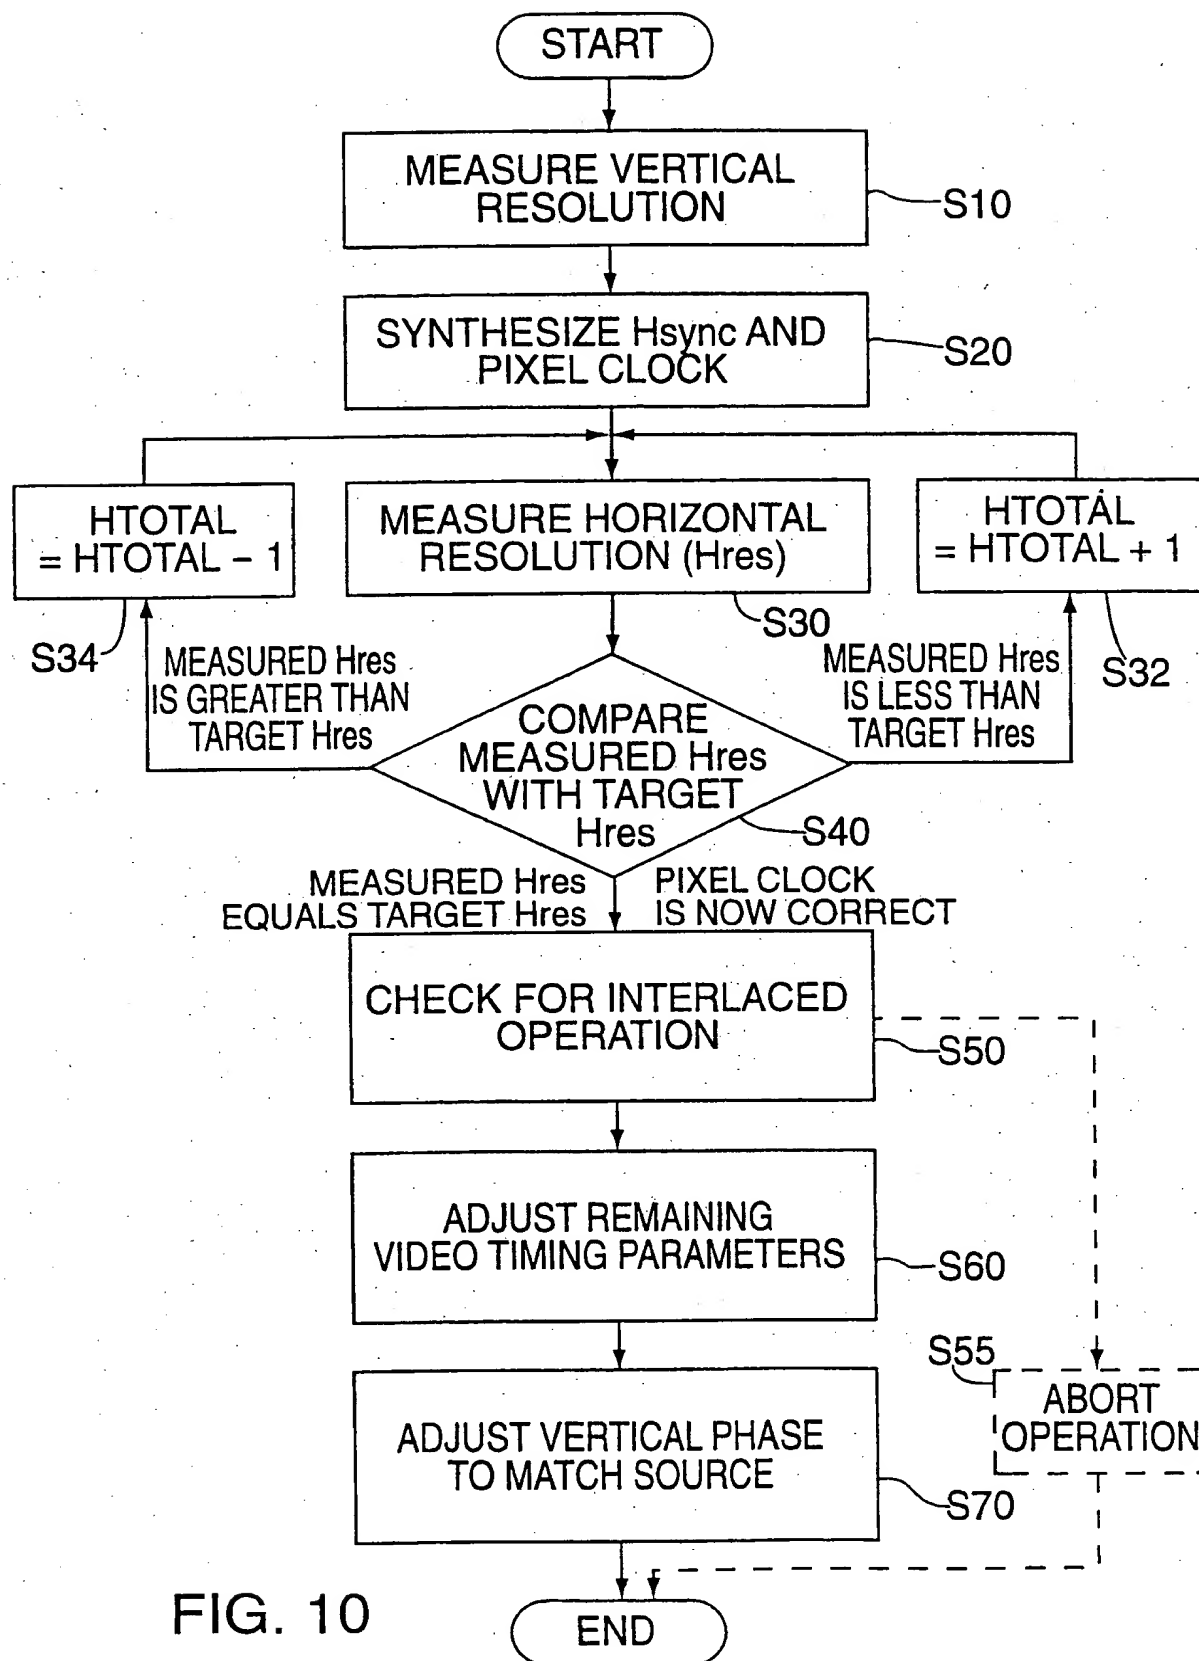 START
MEASURE VERTICAL
RESOLUTION
S10
SYNTHESIZE Hsync AND
PIXEL CLOCK
S20
HTOTAL
= HTOTAL – 1
S34
MEASURE HORIZONTAL
RESOLUTION (Hres)
S30
HTOTAL
= HTOTAL + 1
S32
MEASURED Hres
IS GREATER THAN
TARGET Hres
MEASURED Hres
IS LESS THAN
TARGET Hres
COMPARE
MEASURED Hres
WITH TARGET
Hres
S40
MEASURED Hres
EQUALS TARGET Hres
PIXEL CLOCK
IS NOW CORRECT
CHECK FOR INTERLACED
OPERATION
S50
ADJUST REMAINING
VIDEO TIMING PARAMETERS
S60
S55
ABORT
OPERATION
ADJUST VERTICAL PHASE
TO MATCH SOURCE
S70
FIG. 10
END